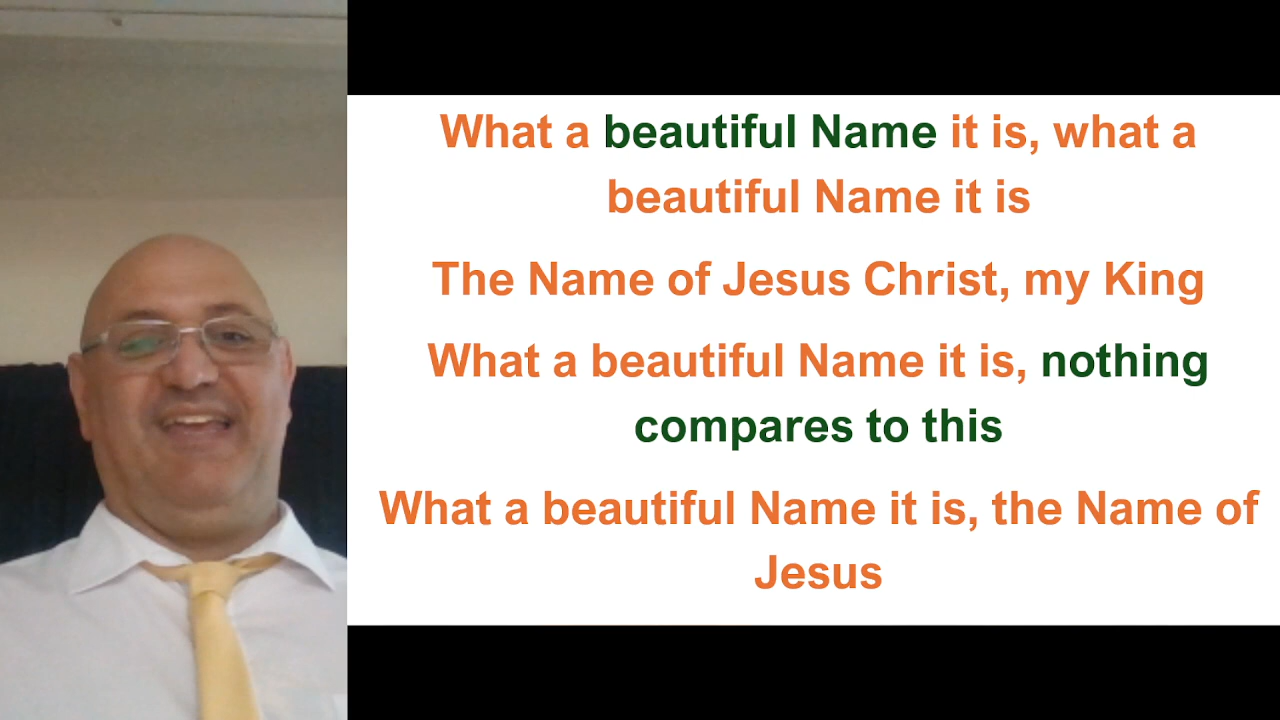 What a beautiful Name it is, what a
beautiful Name it is
The Name of Jesus Christ, my King
What a beautiful Name it is, nothing
compares to this
What a beautiful Name it is, the Name of
Jesus